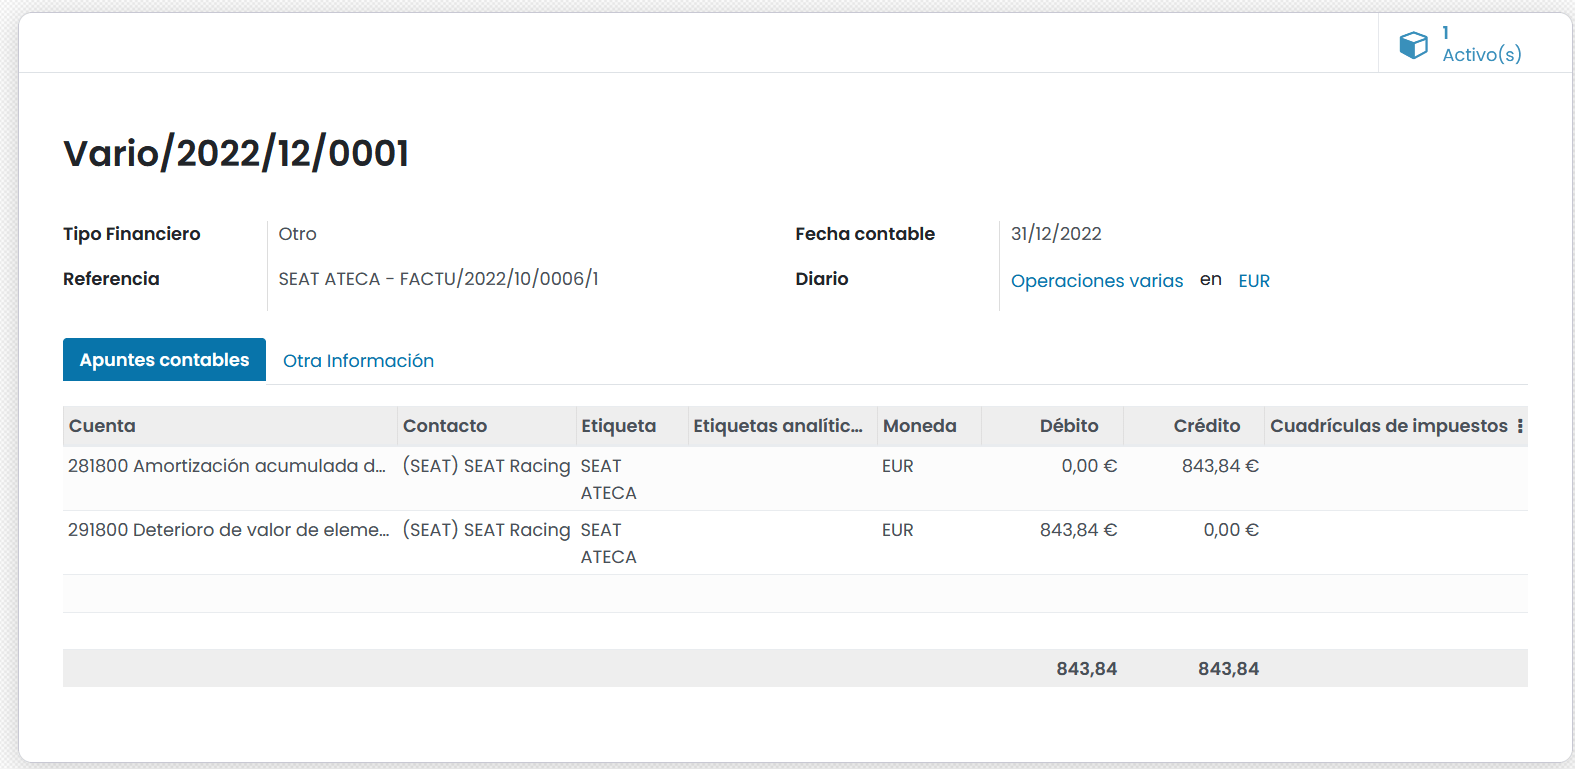 1
Activo(s)
Vario/2022/12/0001
Tipo Financiero Otro Fecha contable 31/12/2022
Referencia SEAT ATECA - FACTU/2022/10/0006/1 Diario Operaciones varias en EUR
Apuntes contables Otra Información
Cuenta Contacto Etiqueta Etiquetas analític... Moneda Débito Crédito Cuadrículas de impuestos
281800 Amortización acumulada d... (SEAT) SEAT Racing SEAT EUR 0,00 € 843,84 €
ATECA
291800 Deterioro de valor de eleme... (SEAT) SEAT Racing SEAT EUR 843,84 € 0,00 €
ATECA
843,84 843,84